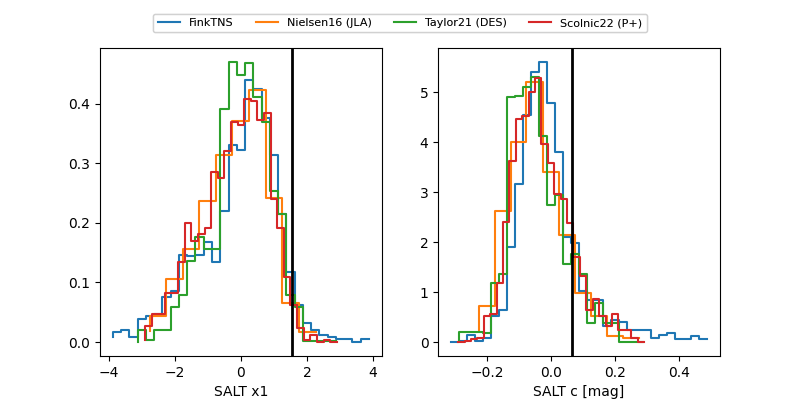 FinkTNS Nielsen16 (JLA) Taylor21 (DES) Scolnic22 (P+)
0.4
0.3
0.2
0.1
0.0
−4 −2 0 2 4
SALT x1
5
4
3
2
1
0
−0.2 0.0 0.2 0.4
SALT c [mag]